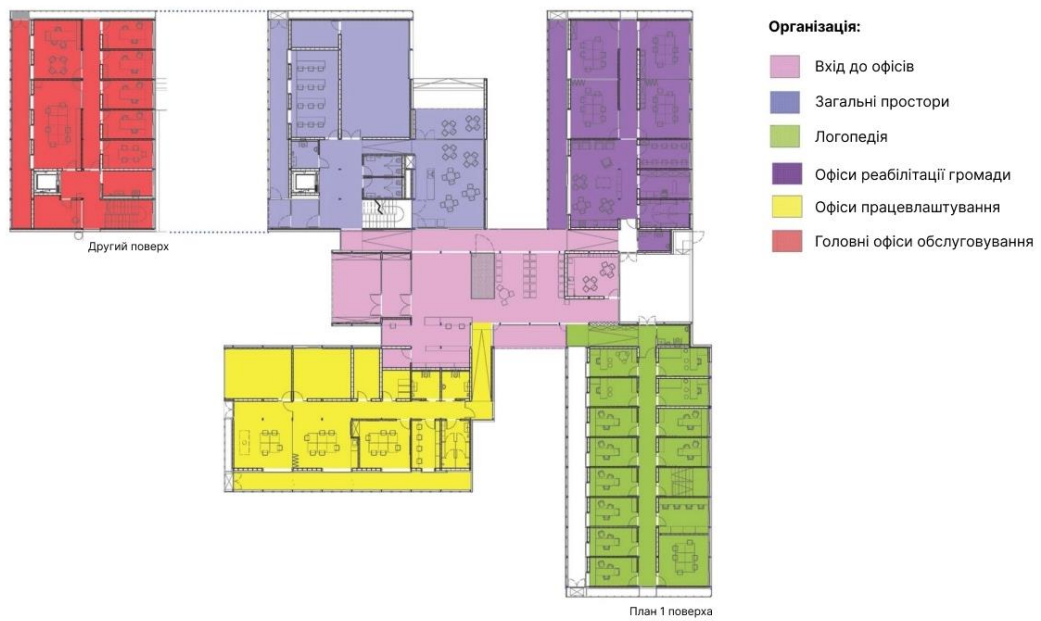 Організація:
Вхід до офісів
Загальні простори
Логопедія
Офіси реабілітації громади
Офіси працевлаштування
Головні офіси обслуговування
Другий поверх
План 1 поверха